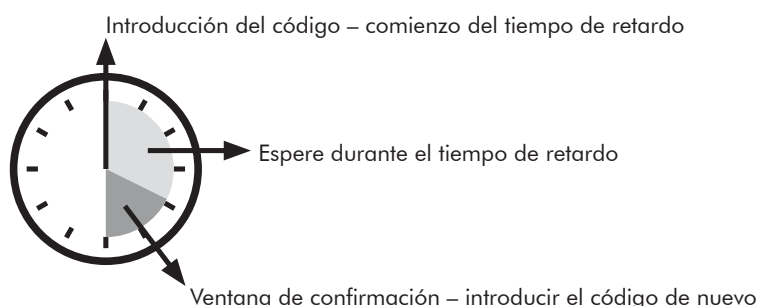 Introducción del código – comienzo del tiempo de retardo
Espere durante el tiempo de retardo
Ventana de confirmación – introducir el código de nuevo